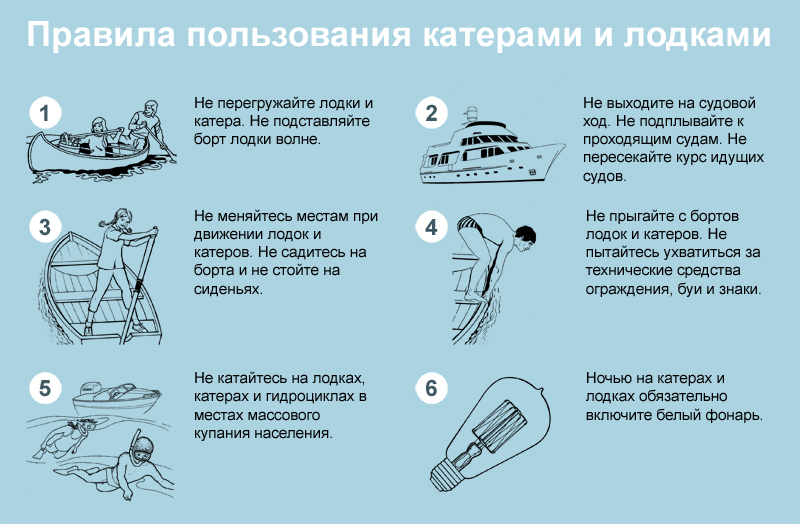 Правила пользования катерами и лодками
1
Не перегружайте лодки и
катера. Не подставляйте
борт лодки волне.
2
Не выходите на судовой
ход. Не подплывайте к
проходящим судам. Не
пересекайте курс идущих
судов.
3
Не меняйтесь местам при
движении лодок и
катеров. Не садитесь на
борта и не стойте на
сиденьях.
4
Не прыгайте с бортов
лодок и катеров. Не
пытайтесь ухватиться за
технические средства
ограждения, буи и знаки.
5
Не катайтесь на лодках,
катерах и гидроциклах в
местах массового
купания населения.
6
Ночью на катерах и
лодках обязательно
включите белый фонарь.